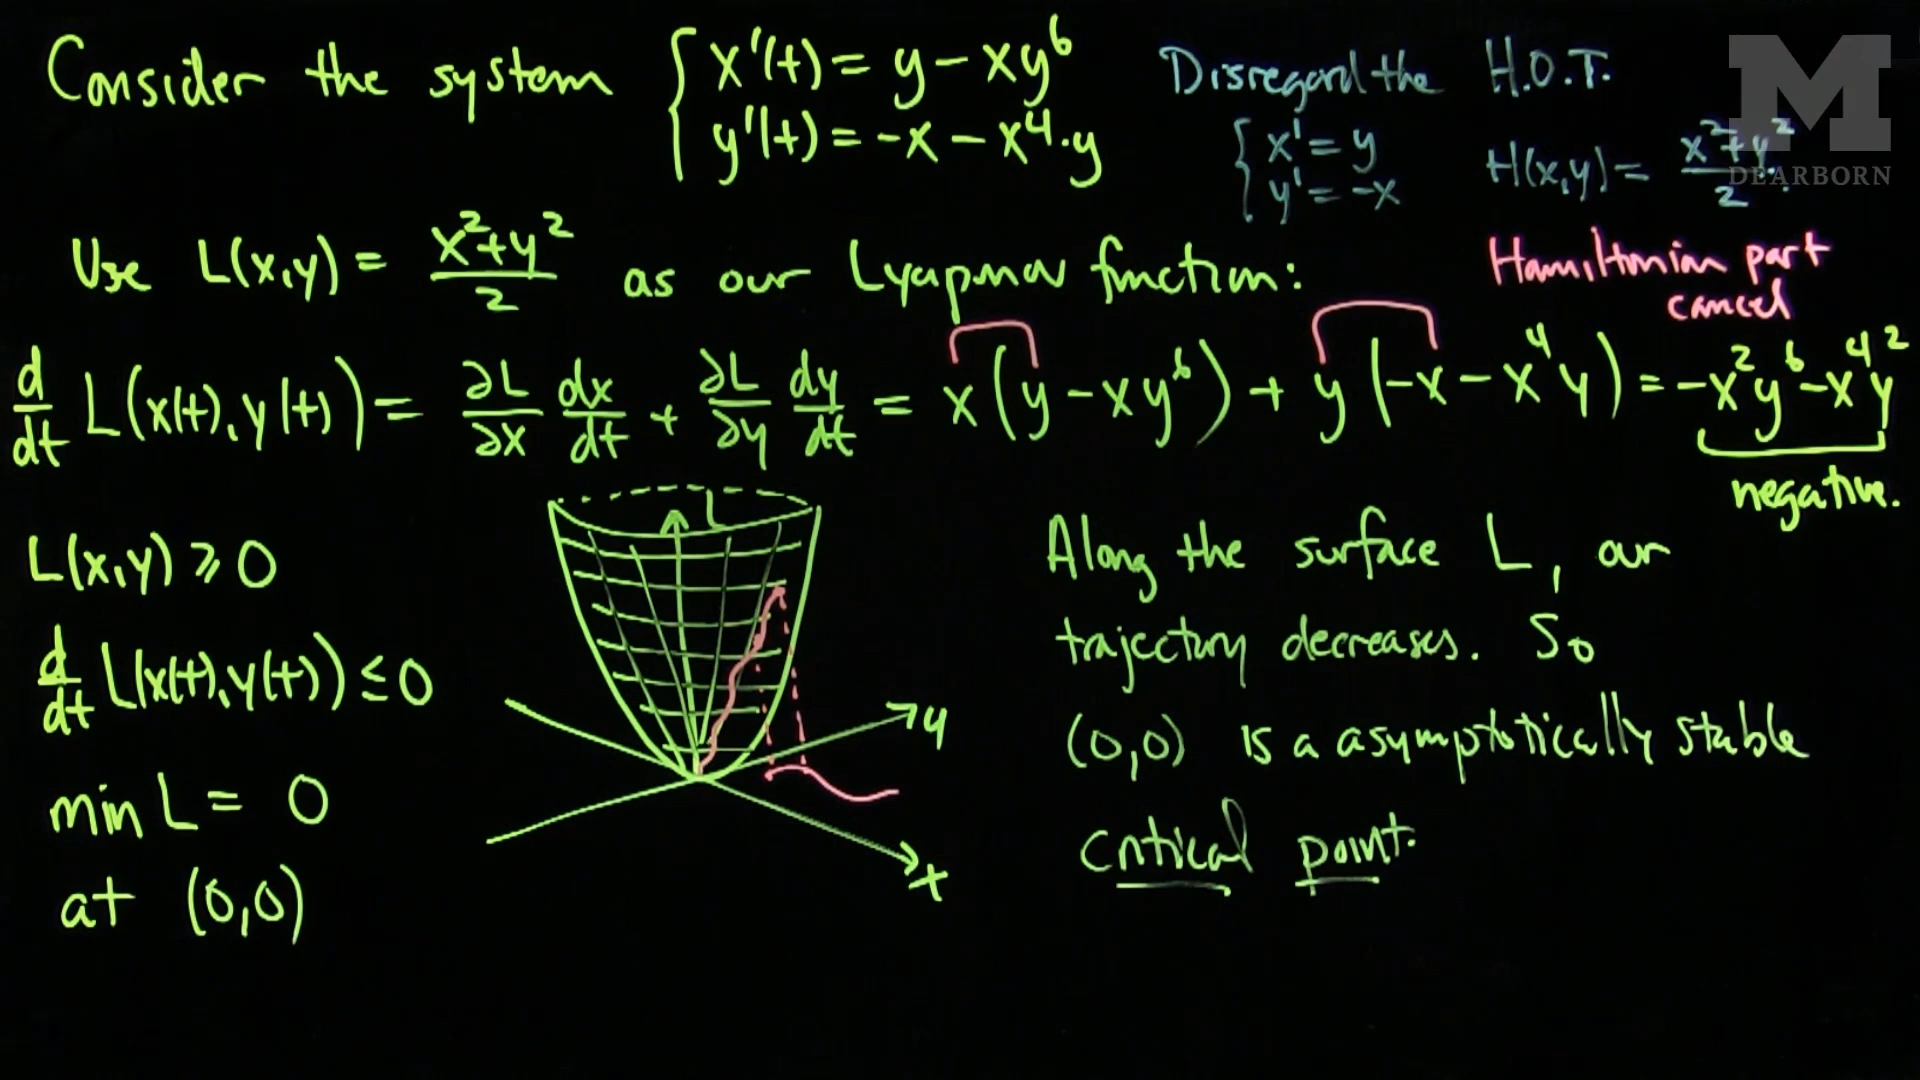 Consider the system { x'(t) = y - xy⁶
y'(t) = -x - x⁴·y
Disregard the H.O.T.
{ x' = y
y' = -x
H(x,y) = x²+y²/2.
M
DEARBORN
Use L(x,y) = x²+y²/2 as our Lyapunov function:
Hamiltonian part
cancel
d/dt L(x(t),y(t)) = ∂L/∂x dx/dt + ∂L/∂y dy/dt = x(y - xy⁶) + y(-x - x⁴y) = -x²y⁶ - x⁴y²
negative.
L(x,y) ≥ 0
d/dt L(x(t),y(t)) ≤ 0
min L = 0
at (0,0)
L
y
x
Along the surface L, our
trajectory decreases. So
(0,0) is a asymptotically stable
critical point.